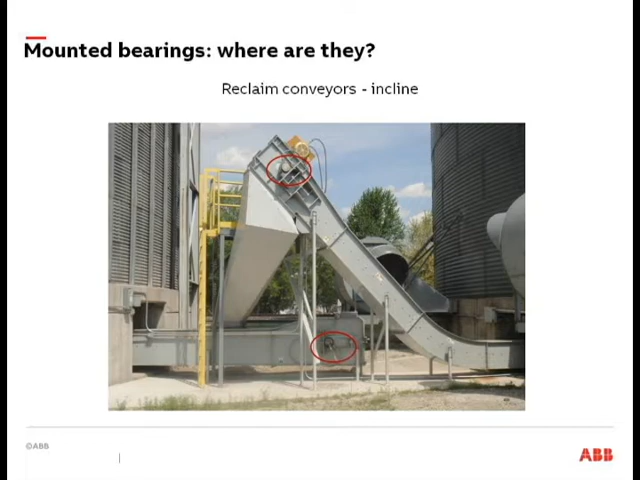 Mounted bearings: where are they?
Reclaim conveyors - incline
©ABB
ABB